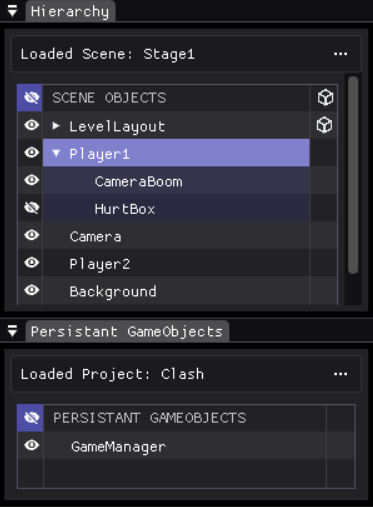 Hierarchy
Loaded Scene: Stage1
SCENE OBJECTS
LevelLayout
Player1
CameraBoom
HurtBox
Camera
Player2
Background
Persistant GameObjects
Loaded Project: Clash
PERSISTANT GAMEOBJECTS
GameManager